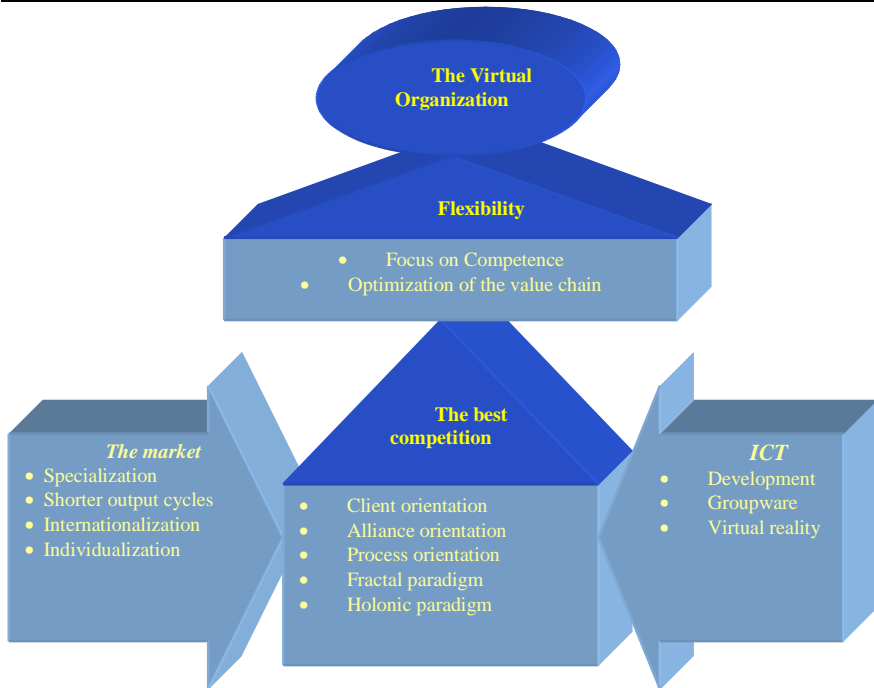 The Virtual
Organization
Flexibility
• Focus on Competence
• Optimization of the value chain
The best
competition
• Client orientation
• Alliance orientation
• Process orientation
• Fractal paradigm
• Holonic paradigm
The market
• Specialization
• Shorter output cycles
• Internationalization
• Individualization
ICT
• Development
• Groupware
• Virtual reality